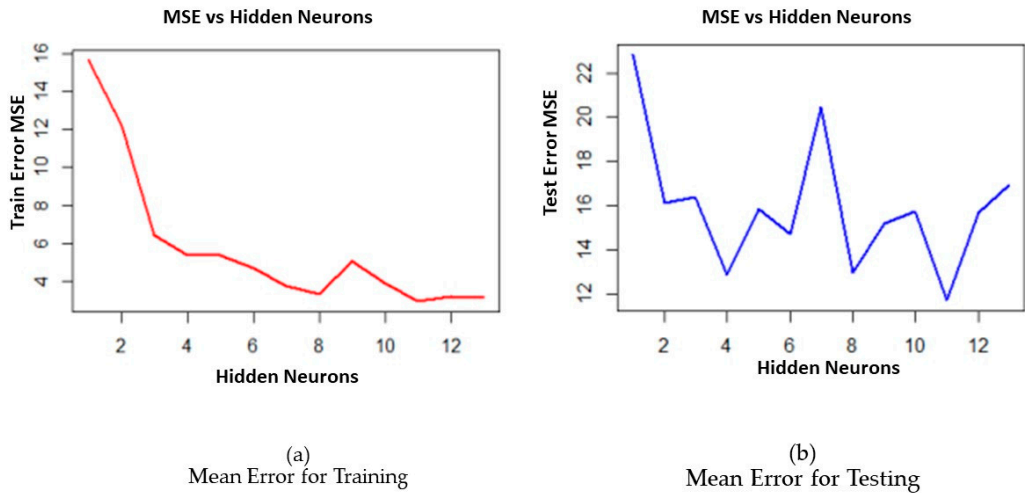 MSE vs Hidden Neurons
Train Error MSE
16
14
12
10
8
6
4
2 4 6 8 10 12
Hidden Neurons
(a)
Mean Error for Training
MSE vs Hidden Neurons
Test Error MSE
22
20
18
16
14
12
2 4 6 8 10 12
Hidden Neurons
(b)
Mean Error for Testing